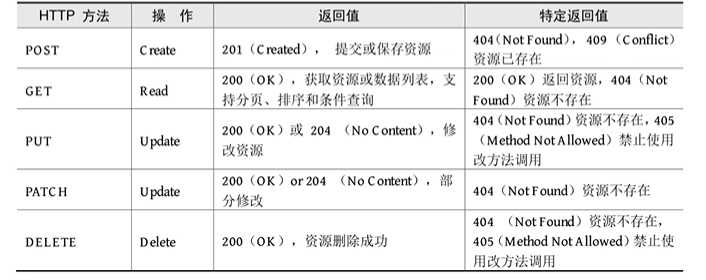 HTTP 方法 操 作 返回值 特定返回值
POST Create 201（Created），提交或保存资源 404(Not Found)，409（Conflict）
资源已存在
GET Read 200（OK），获取资源或数据列表，支
持分页、排序和条件查询 200（OK）返回资源，404（Not
Found）资源不存在
PUT Update 200（OK）或 204 （No Content），修
改资源 404（Not Found）资源不存在，405
（Method Not Allowed）禁止使用
改方法调用
PATCH Update 200（OK）or 204 （No Content），部
分修改 404（Not Found）资源不存在
DELETE Delete 200（OK），资源删除成功 404 （Not Found）资源不存在，
405（Method Not Allowed）禁止使
用改方法调用